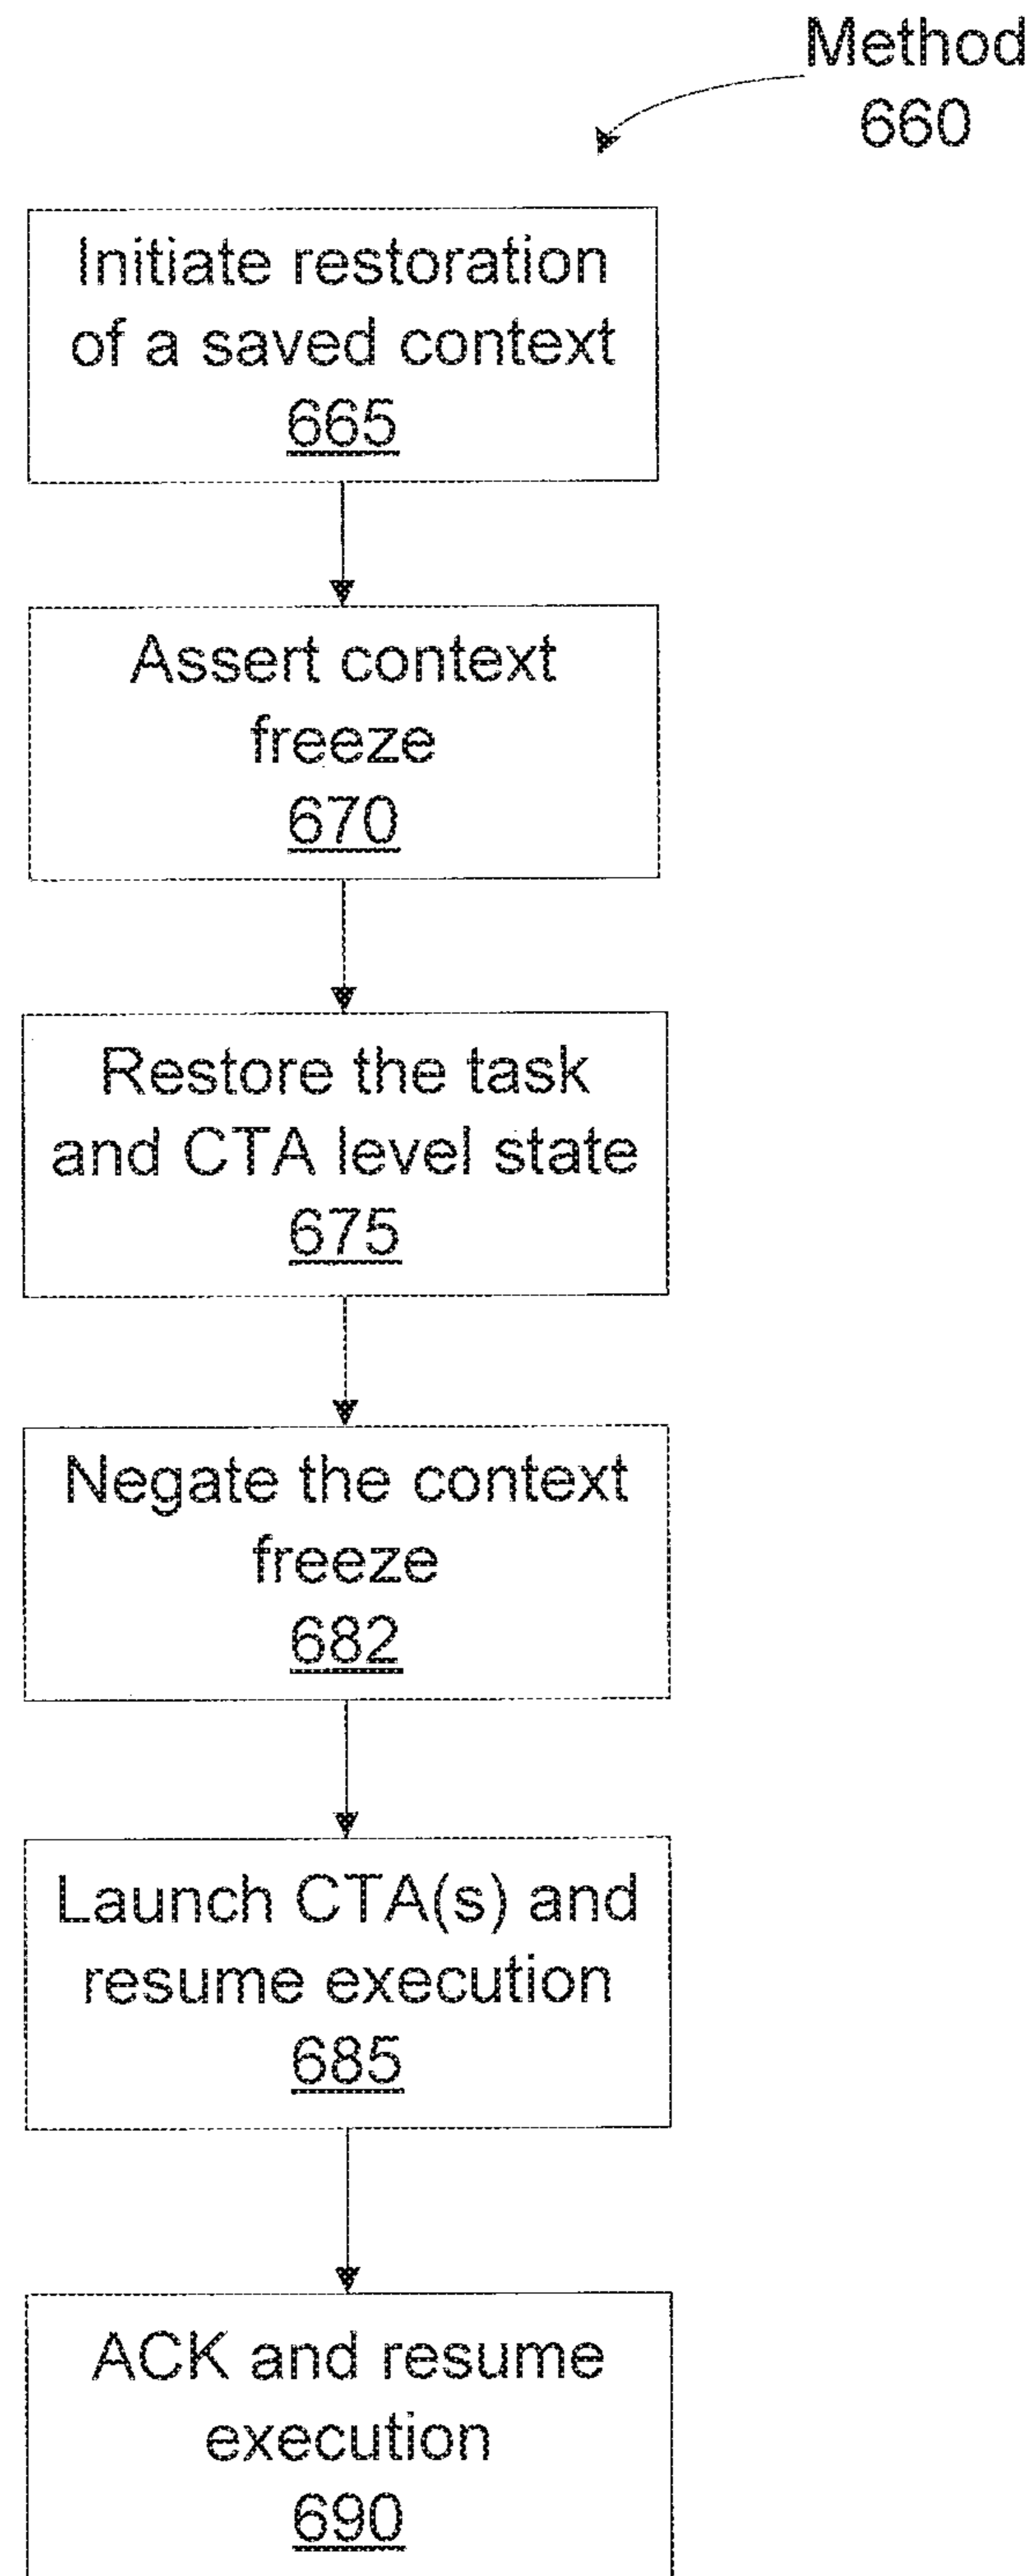 Method
660
Initiate restoration
of a saved context
665
Assert context
freeze
670
Restore the task
and CTA level state
675
Negate the context
freeze
682
Launch CTA(s) and
resume execution
685
ACK and resume
execution
690